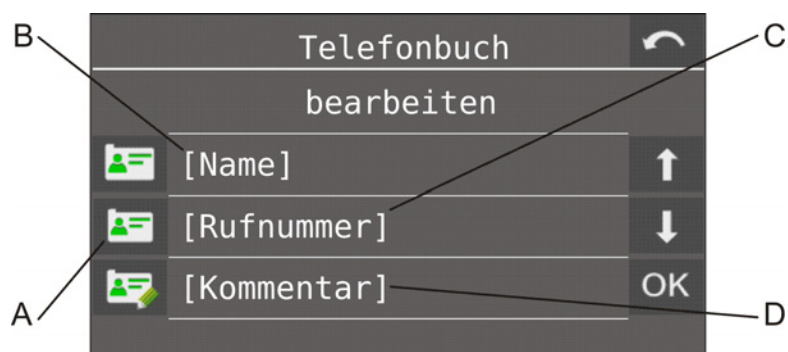 B
C
Telefonbuch
bearbeiten
[Name]
[Rufnummer]
[Kommentar]
OK
A
D